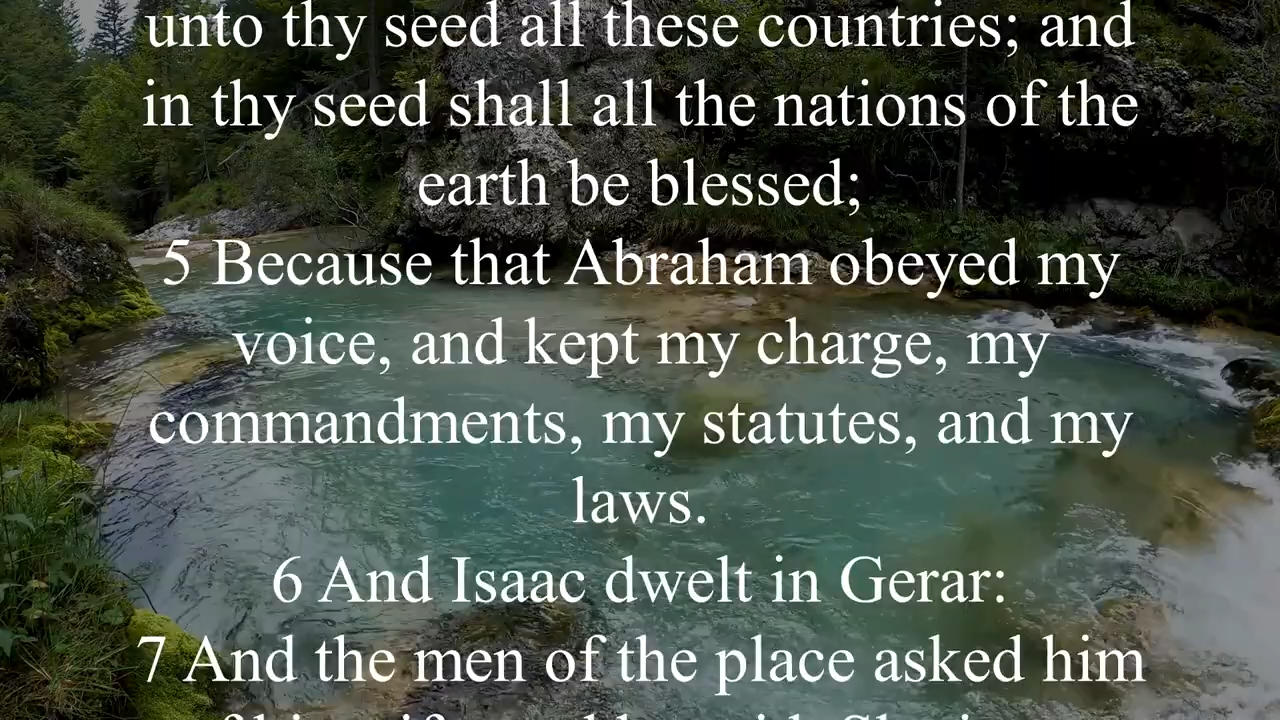 unto thy seed all these countries; and
in thy seed shall all the nations of the
earth be blessed;
5 Because that Abraham obeyed my
voice, and kept my charge, my
commandments, my statutes, and my
laws.
6 And Isaac dwelt in Gerar:
7 And the men of the place asked him